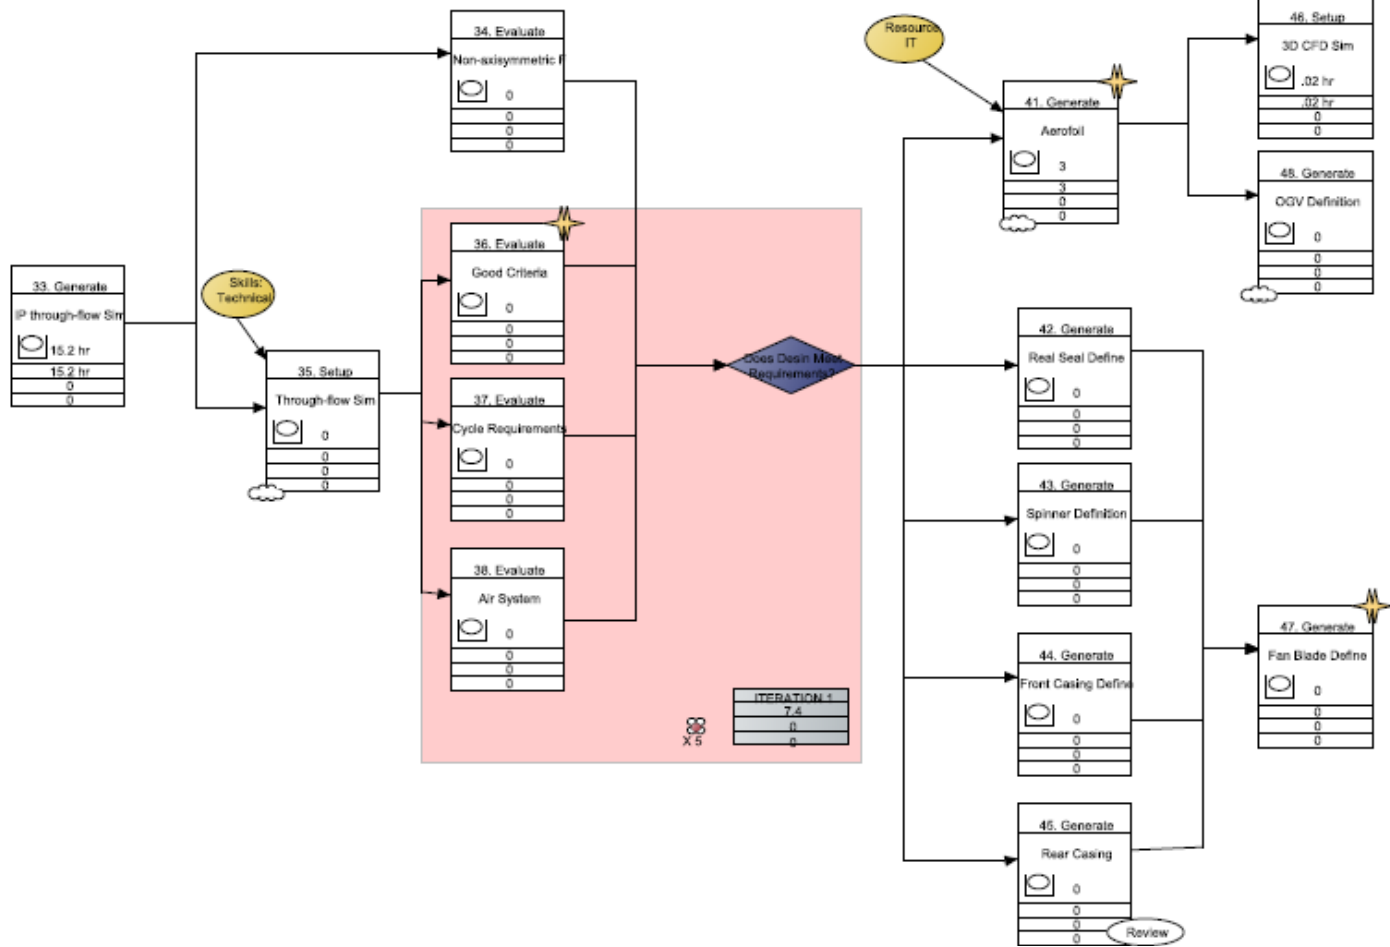 34. Evaluate
Non-axisymmetric F
0
0
0
0
Resource
IT
46. Setup
3D CFD Sim
.02 hr
.02 hr
0
0
41. Generate
Aerofoil
3
3
0
0
48. Generate
OGV Definition
0
0
0
0
33. Generate
IP through-flow Sim
15.2 hr
15.2 hr
0
0
Skills:
Technical
35. Setup
Through-flow Sim
0
0
0
0
36. Evaluate
Good Criteria
0
0
0
0
37. Evaluate
Cycle Requirements
0
0
0
0
38. Evaluate
Air System
0
0
0
0
Does Desin Meet
Requirements?
ITERATION 1
7.4
0
0
X 5
42. Generate
Real Seal Define
0
0
0
0
43. Generate
Spinner Definition
0
0
0
0
44. Generate
Front Casing Define
0
0
0
0
45. Generate
Rear Casing
0
0
0
0
Review
47. Generate
Fan Blade Define
0
0
0
0